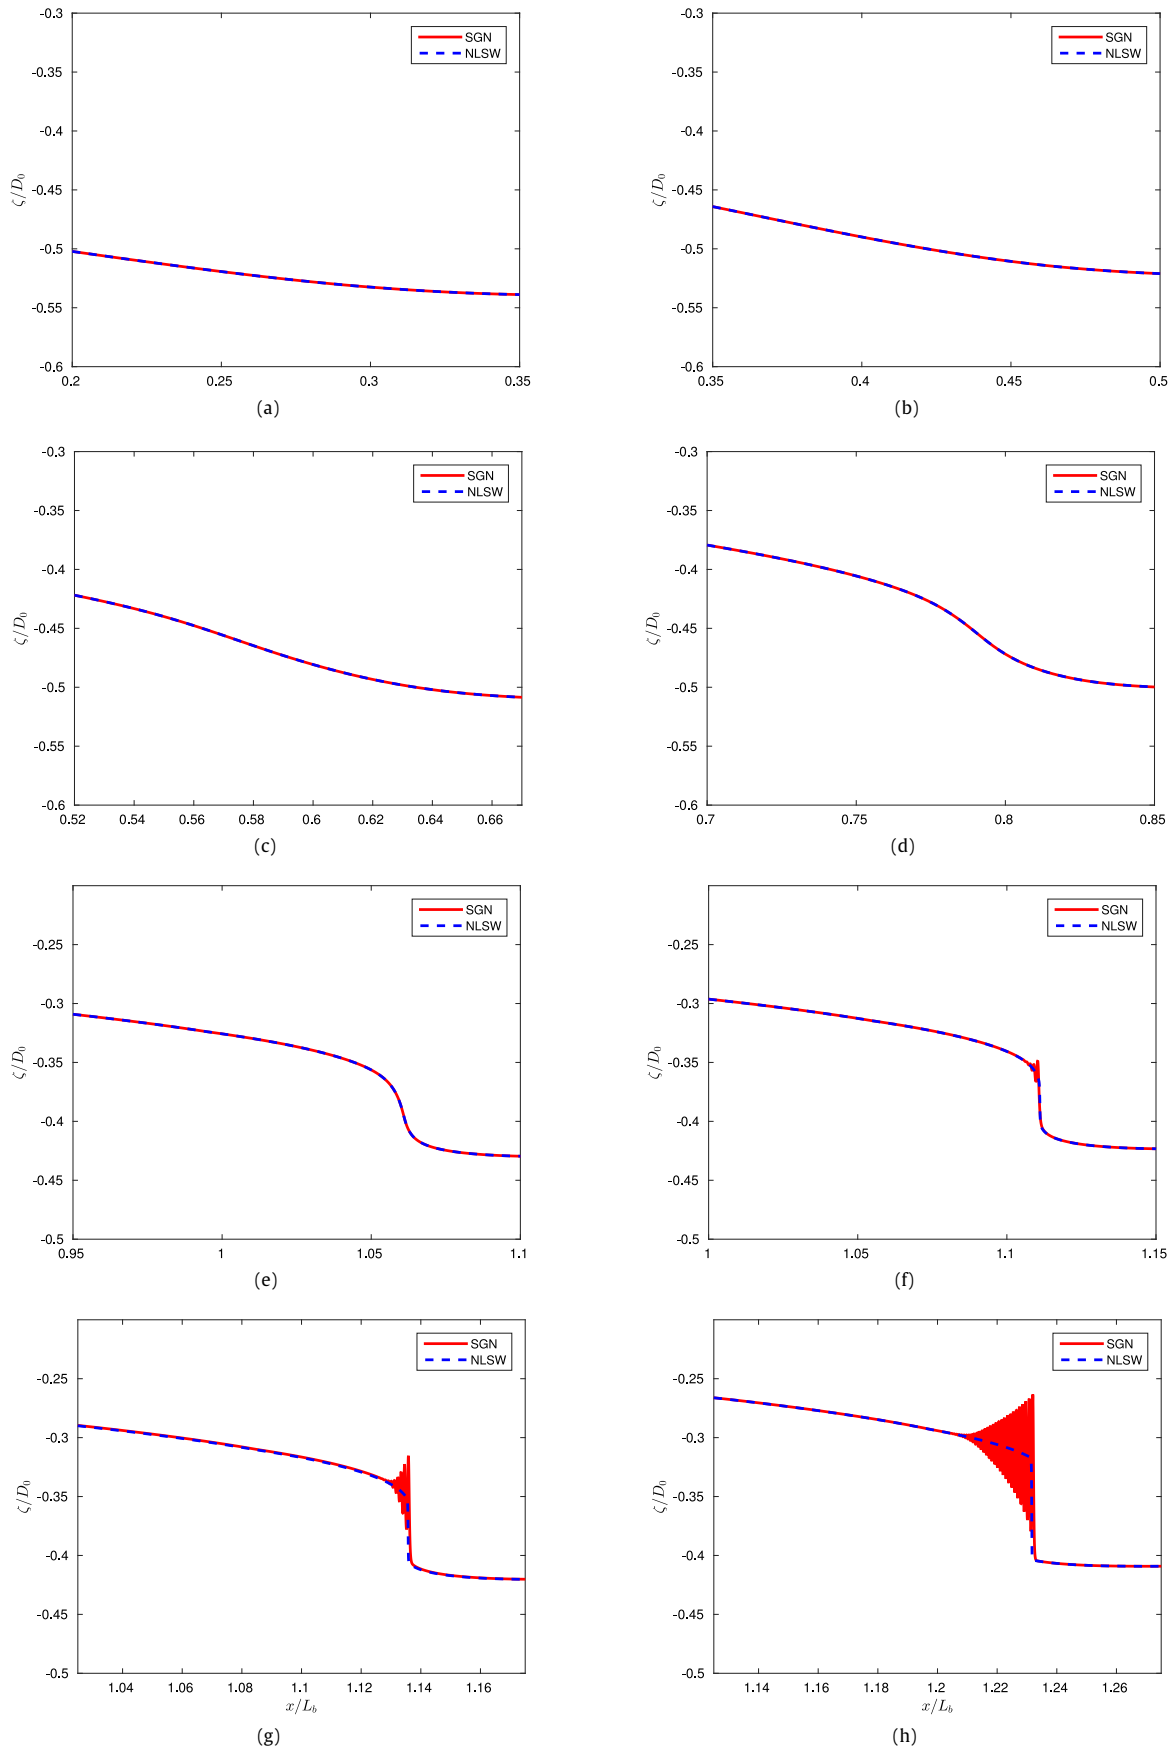 -0.3
-0.35
-0.4
-0.45
-0.5
-0.55
-0.6
ζ/D₀
SGN
NLSW
0.2 0.25 0.3 0.35
(a)
-0.3
-0.35
-0.4
-0.45
-0.5
-0.55
-0.6
ζ/D₀
SGN
NLSW
0.35 0.4 0.45 0.5
(b)
-0.3
-0.35
-0.4
-0.45
-0.5
-0.55
-0.6
ζ/D₀
SGN
NLSW
0.52 0.54 0.56 0.58 0.6 0.62 0.64 0.66
(c)
-0.3
-0.35
-0.4
-0.45
-0.5
-0.55
-0.6
ζ/D₀
SGN
NLSW
0.7 0.75 0.8 0.85
(d)
-0.25
-0.3
-0.35
-0.4
-0.45
-0.5
ζ/D₀
SGN
NLSW
0.95 1 1.05 1.1
(e)
-0.25
-0.3
-0.35
-0.4
-0.45
-0.5
ζ/D₀
SGN
NLSW
1 1.05 1.1 1.15
(f)
-0.25
-0.3
-0.35
-0.4
-0.45
-0.5
ζ/D₀
SGN
NLSW
1.04 1.06 1.08 1.1 1.12 1.14 1.16
x/L_b
(g)
-0.25
-0.3
-0.35
-0.4
-0.45
-0.5
ζ/D₀
SGN
NLSW
1.14 1.16 1.18 1.2 1.22 1.24 1.26
x/L_b
(h)